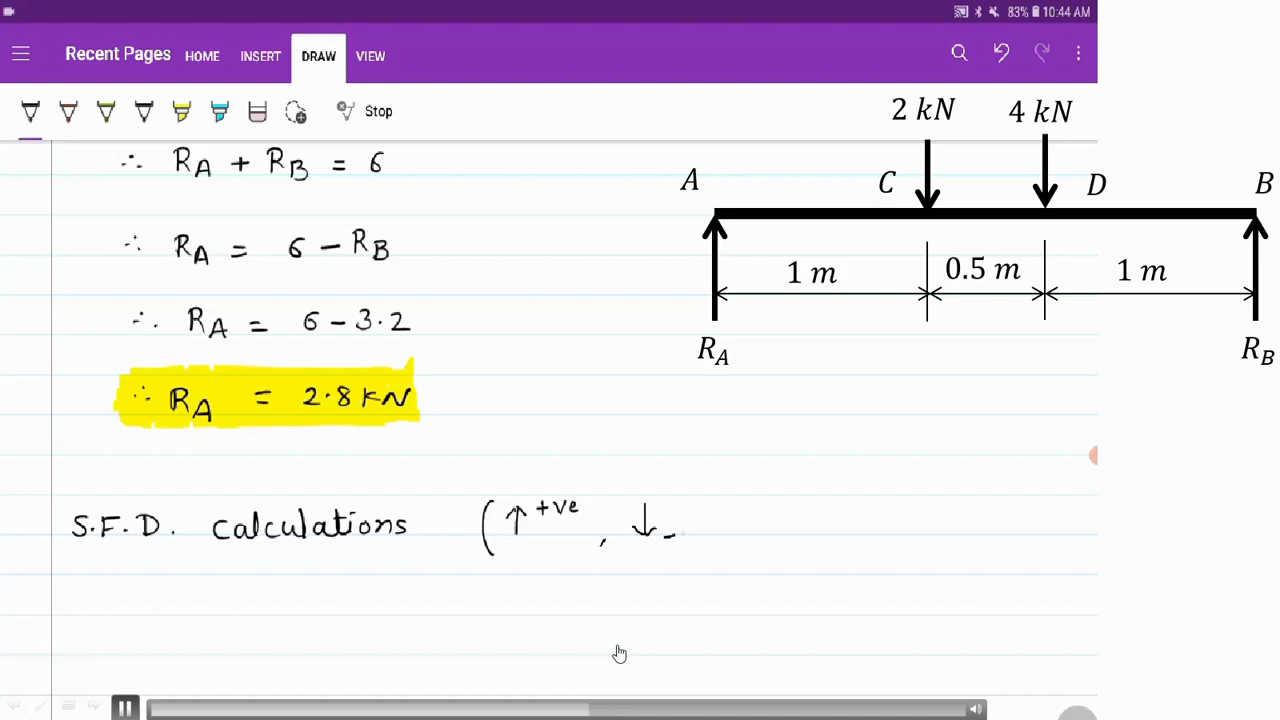 83% 10:44 AM
Recent Pages HOME INSERT DRAW VIEW
Stop
2 kN 4 kN
A C D B
1 m 0.5 m 1 m
R_A R_B
∴ R_A + R_B = 6
∴ R_A = 6 - R_B
∴ R_A = 6 - 3.2
∴ R_A = 2.8 kN
S.F.D. calculations (↑ +ve , ↓ -